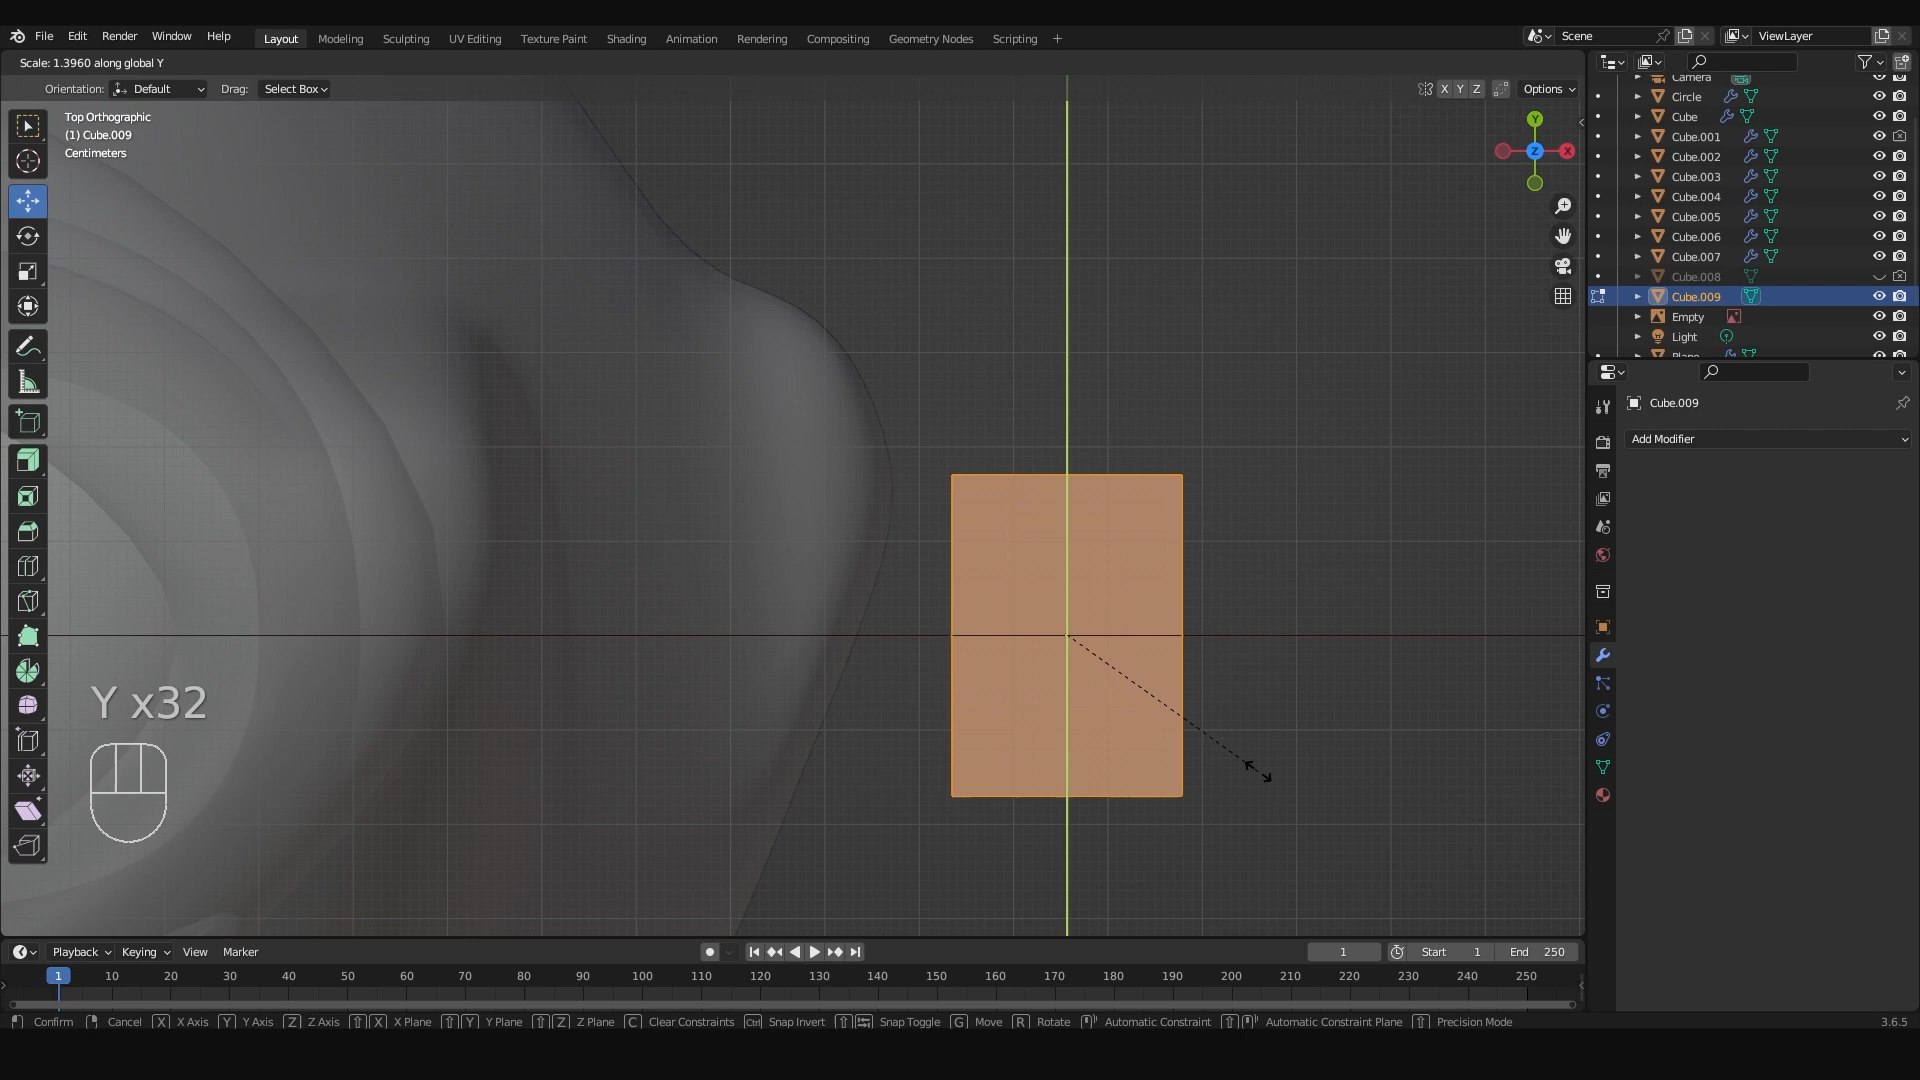 File Edit Render Window Help Layout Modeling Sculpting UV Editing Texture Paint Shading Animation Rendering Compositing Geometry Nodes Scripting + Scene ViewLayer
Scale: 1.3960 along global Y
Orientation: Default Drag: Select Box X Y Z Options
Top Orthographic
(1) Cube.009
Centimeters
Y
Z X
Camera
Circle
Cube
Cube.001
Cube.002
Cube.003
Cube.004
Cube.005
Cube.006
Cube.007
Cube.008
Cube.009
Empty
Light
Plane
Cube.009
Add Modifier
Y x32
Playback Keying View Marker 1 Start 1 End 250
1 10 20 30 40 50 60 70 80 90 100 110 120 130 140 150 160 170 180 190 200 210 220 230 240 250
Confirm Cancel X X Axis Y Y Axis Z Z Axis X X Plane Y Y Plane Z Z Plane C Clear Constraints Ctrl Snap Invert Snap Toggle G Move R Rotate Automatic Constraint Automatic Constraint Plane Precision Mode 3.6.5